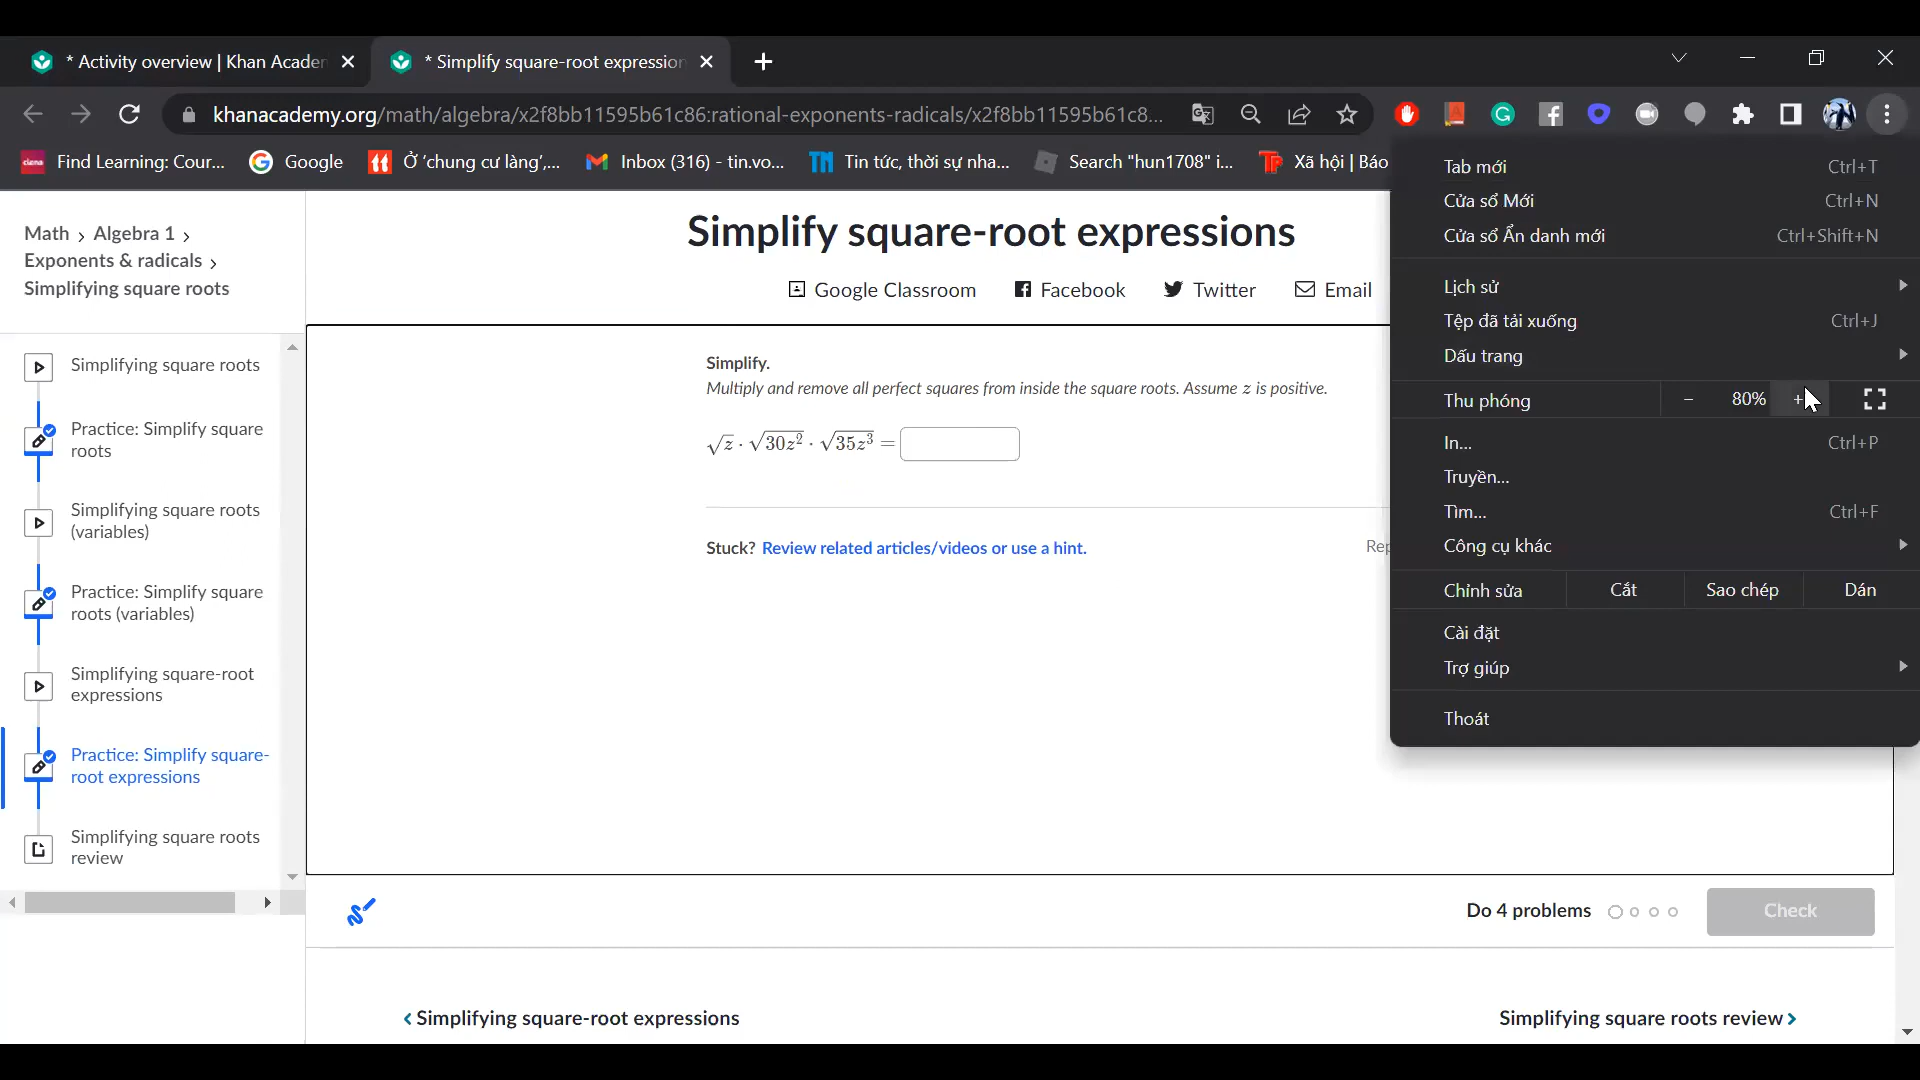 * Activity overview | Khan Academ
* Simplify square-root expression
khanacademy.org/math/algebra/x2f8bb11595b61c86:rational-exponents-radicals/x2f8bb11595b61c8...
ciena Find Learning: Cour...
Google
Ở ‘chung cư làng’,...
Inbox (316) - tin.vo...
TN Tin tức, thời sự nha...
Search "hun1708" i...
TP Xã hội | Báo
Math > Algebra 1 >
Exponents & radicals >
Simplifying square roots
Simplifying square roots
Practice: Simplify square
roots
Simplifying square roots
(variables)
Practice: Simplify square
roots (variables)
Simplifying square-root
expressions
Practice: Simplify square-
root expressions
Simplifying square roots
review
Simplify square-root expressions
Google Classroom
Facebook
Twitter
Email
Simplify.
Multiply and remove all perfect squares from inside the square roots. Assume z is positive.
√z · √30z² · √35z³ =
Stuck? Review related articles/videos or use a hint.
Rep
Do 4 problems
Check
< Simplifying square-root expressions
Simplifying square roots review >
Tab mới Ctrl+T
Cửa sổ Mới Ctrl+N
Cửa sổ Ẩn danh mới Ctrl+Shift+N
Lịch sử
Tệp đã tải xuống Ctrl+J
Dấu trang
Thu phóng − 80% +
In... Ctrl+P
Truyền...
Tìm... Ctrl+F
Công cụ khác
Chỉnh sửa Cắt Sao chép Dán
Cài đặt
Trợ giúp
Thoát